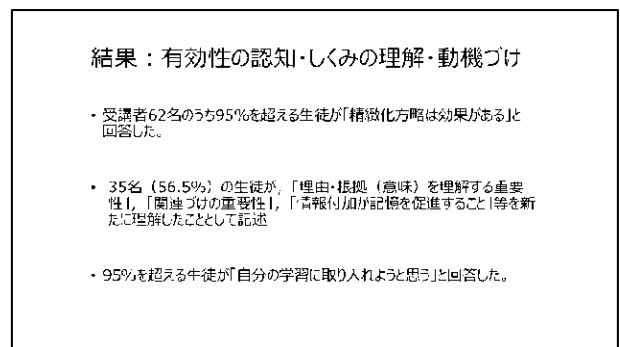 結果：有効性の認知・しくみの理解・動機づけ
・受講者62名のうち95%を超える生徒が「精緻化方略は効果がある」と
回答した。
・35名（56.5%）の生徒が，「理由・根拠（意味）を理解する重要
性」，「関連づけの重要性」，「情報付加が記憶を促進すること」等を新
たに理解したこととして記述
・95%を超える生徒が「自分の学習に取り入れようと思う」と回答した。